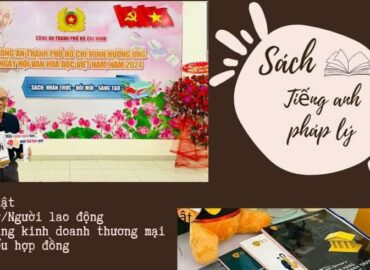 CÔNG AN THÀNH PHỐ HỒ CHÍ MINH
ÔNG AN THÀNH PHỐ HỒ CHÍ MINH HƯỞNG ỨNG
NGÀY HỘI VĂN HÓA ĐỌC VIỆT NAM NĂM 2024
SÁCH: NHẬN THỨC - ĐỔI MỚI - SÁNG TẠO
Sách
Tiếng anh
pháp lý
ật
/Người lao động
ng kinh doanh thương mại
ểu hợp đồng